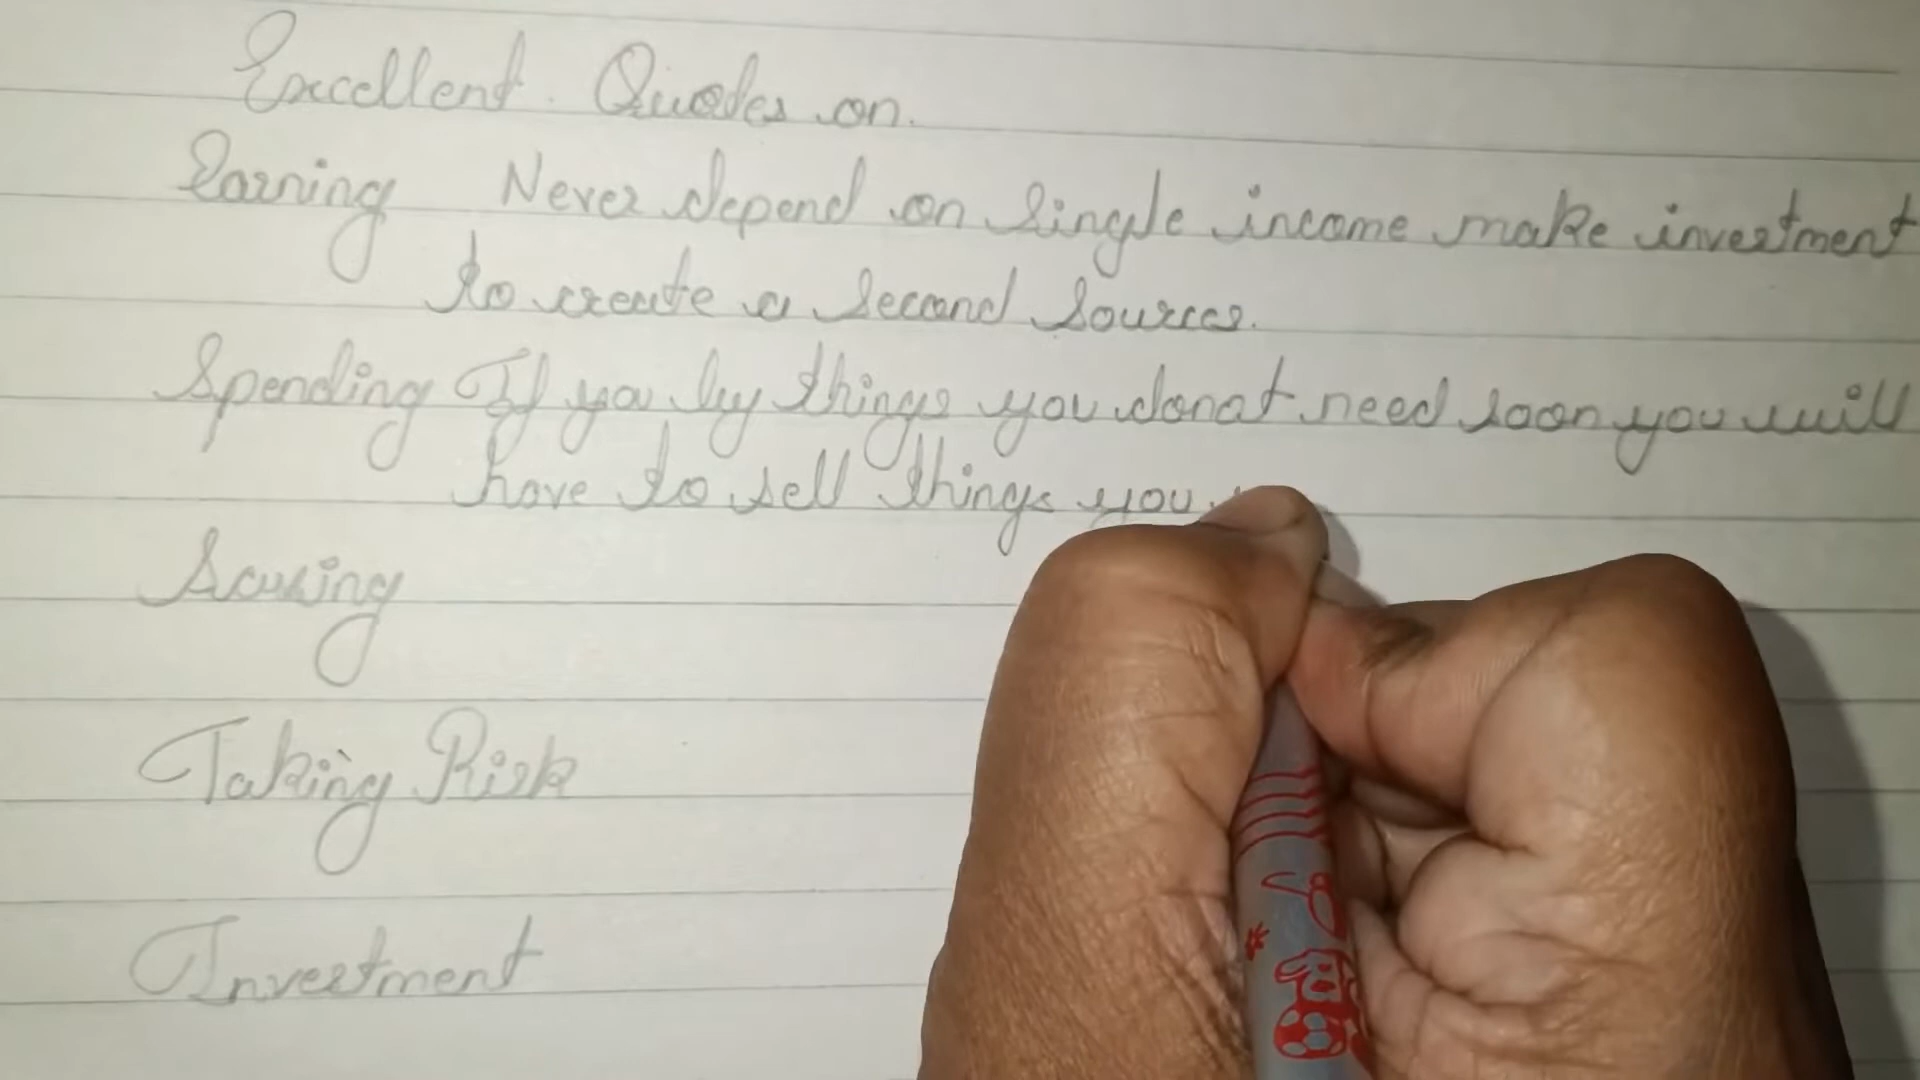 Excellent. Quotes on.
Earning Never depend on single income make investment
to create a second sources.
Spending If you by things you donot need soon you will
have to sell things you
Saving
Taking Risk
Investment